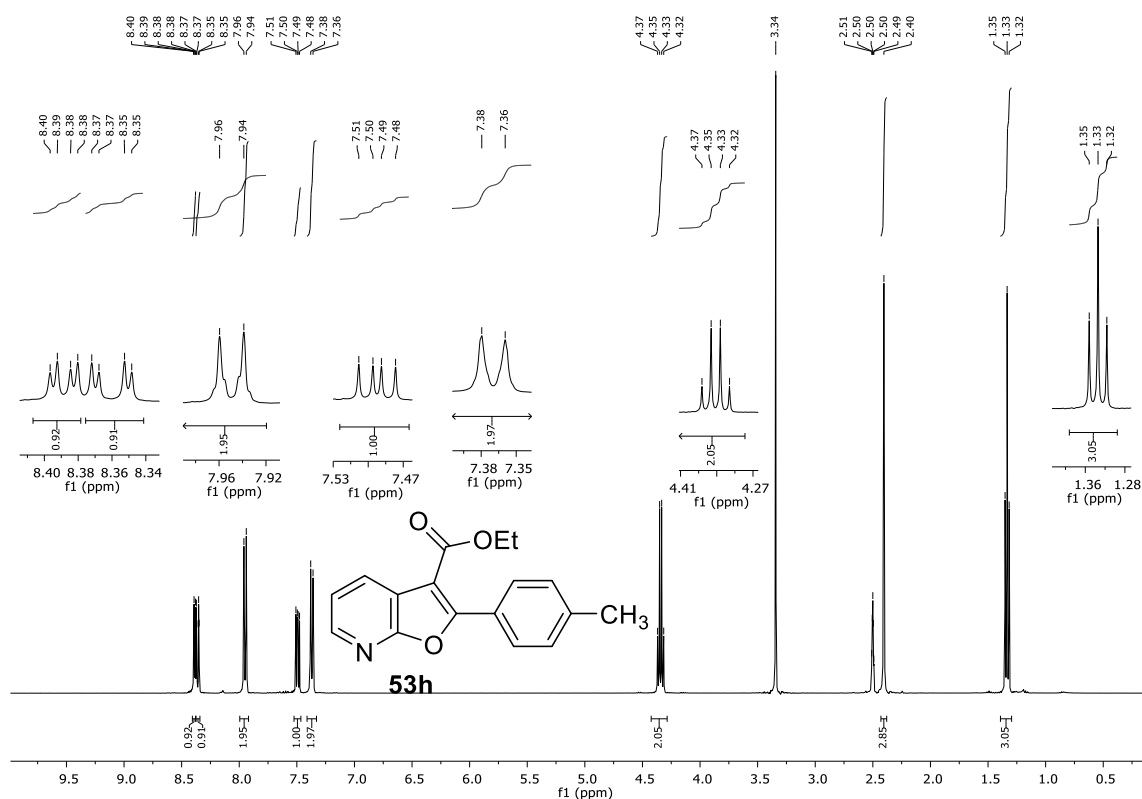 8.40 8.39 8.38 8.38 8.37 8.37 8.35 8.35 7.96 7.94 7.51 7.50 7.49 7.48 7.38 7.36 4.37 4.35 4.33 4.32 3.34 2.51 2.50 2.50 2.50 2.49 2.40 1.35 1.33 1.32
8.40 8.39 8.38 8.38 8.37 8.37 8.35 8.35
7.96 7.94
7.51 7.50 7.49 7.48
7.38 7.36
4.37 4.35 4.33 4.32
1.35 1.33 1.32
0.92 0.91
8.40 8.38 8.36 8.34
f1 (ppm)
1.95
7.96 7.92
f1 (ppm)
1.00
7.53 7.47
f1 (ppm)
1.97
7.38 7.35
f1 (ppm)
2.05
4.41 4.27
f1 (ppm)
3.05
1.36 1.28
f1 (ppm)
O
OEt
CH3
N
O
53h
0.92 0.91 1.95 1.00 1.97 2.05 2.85 3.05
9.5 9.0 8.5 8.0 7.5 7.0 6.5 6.0 5.5 5.0 4.5 4.0 3.5 3.0 2.5 2.0 1.5 1.0 0.5
f1 (ppm)